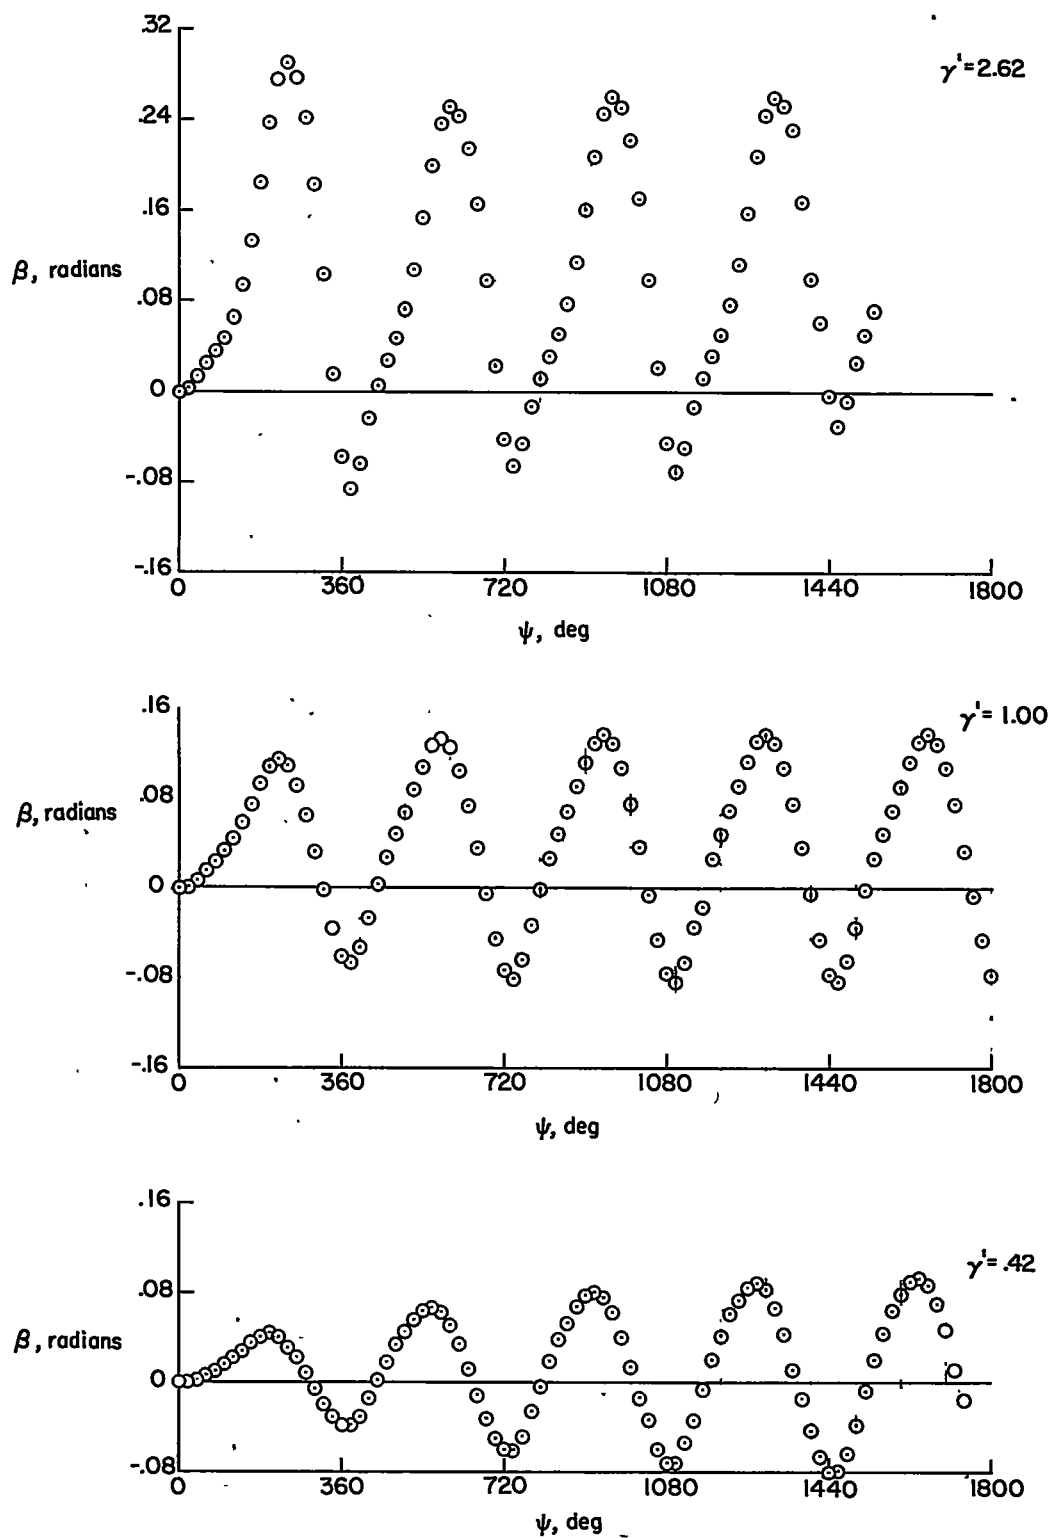 .32
γ'=2.62
.24
.16
β, radians
.08
0
-.08
-.16
0 360 720 1080 1440 1800
ψ, deg
.16
γ'= 1.00
.08
β, radians
0
-.08
-.16
0 360 720 1080 1440 1800
ψ, deg
.16
γ'= .42
.08
β, radians
0
-.08
0 360 720 1080 1440 1800
ψ, deg